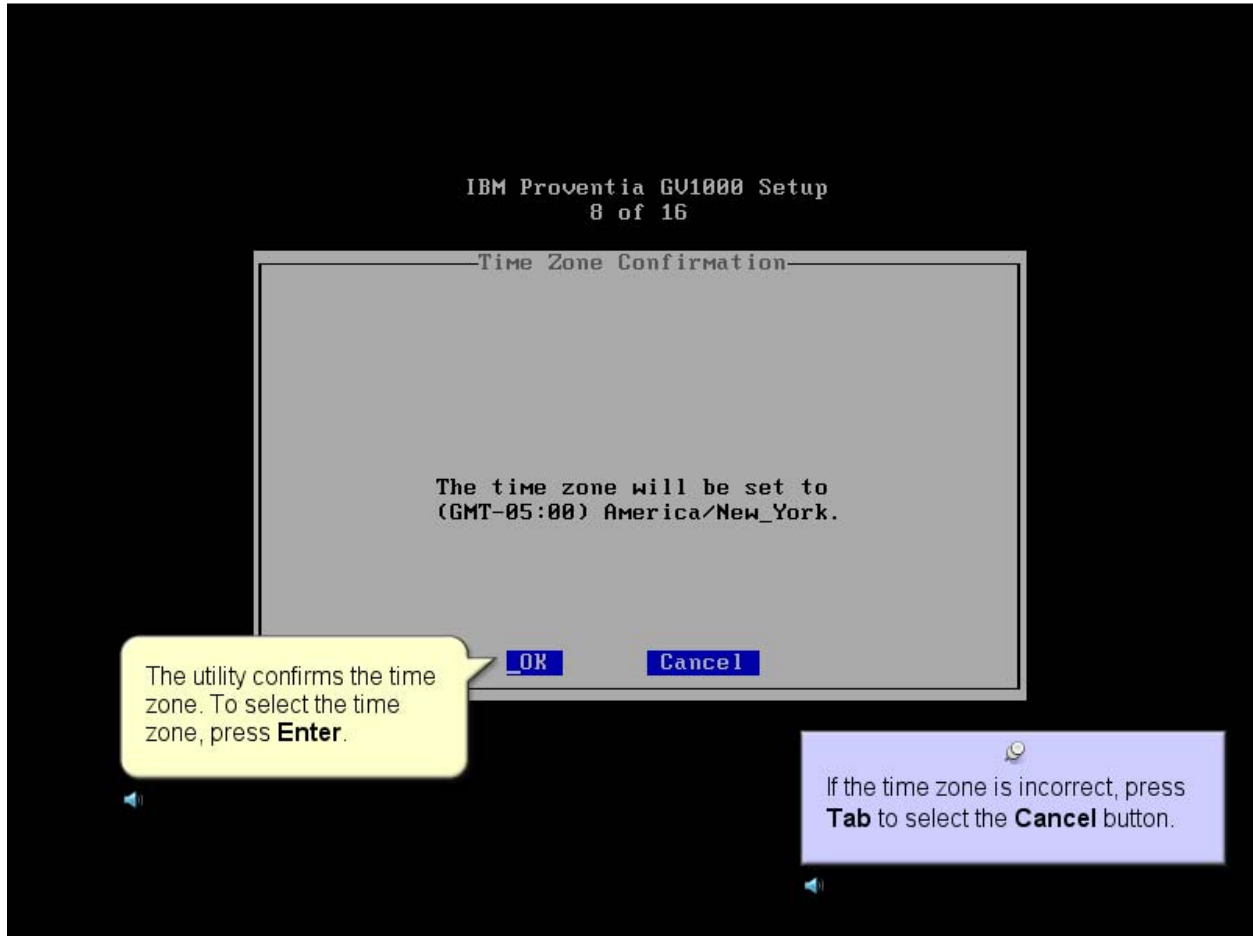 IBM Proventia GV1000 Setup
8 of 16
Time Zone Confirmation
The time zone will be set to
(GMT-05:00) America/New_York.
_OK
Cancel
The utility confirms the time
zone. To select the time
zone, press Enter.
If the time zone is incorrect, press
Tab to select the Cancel button.